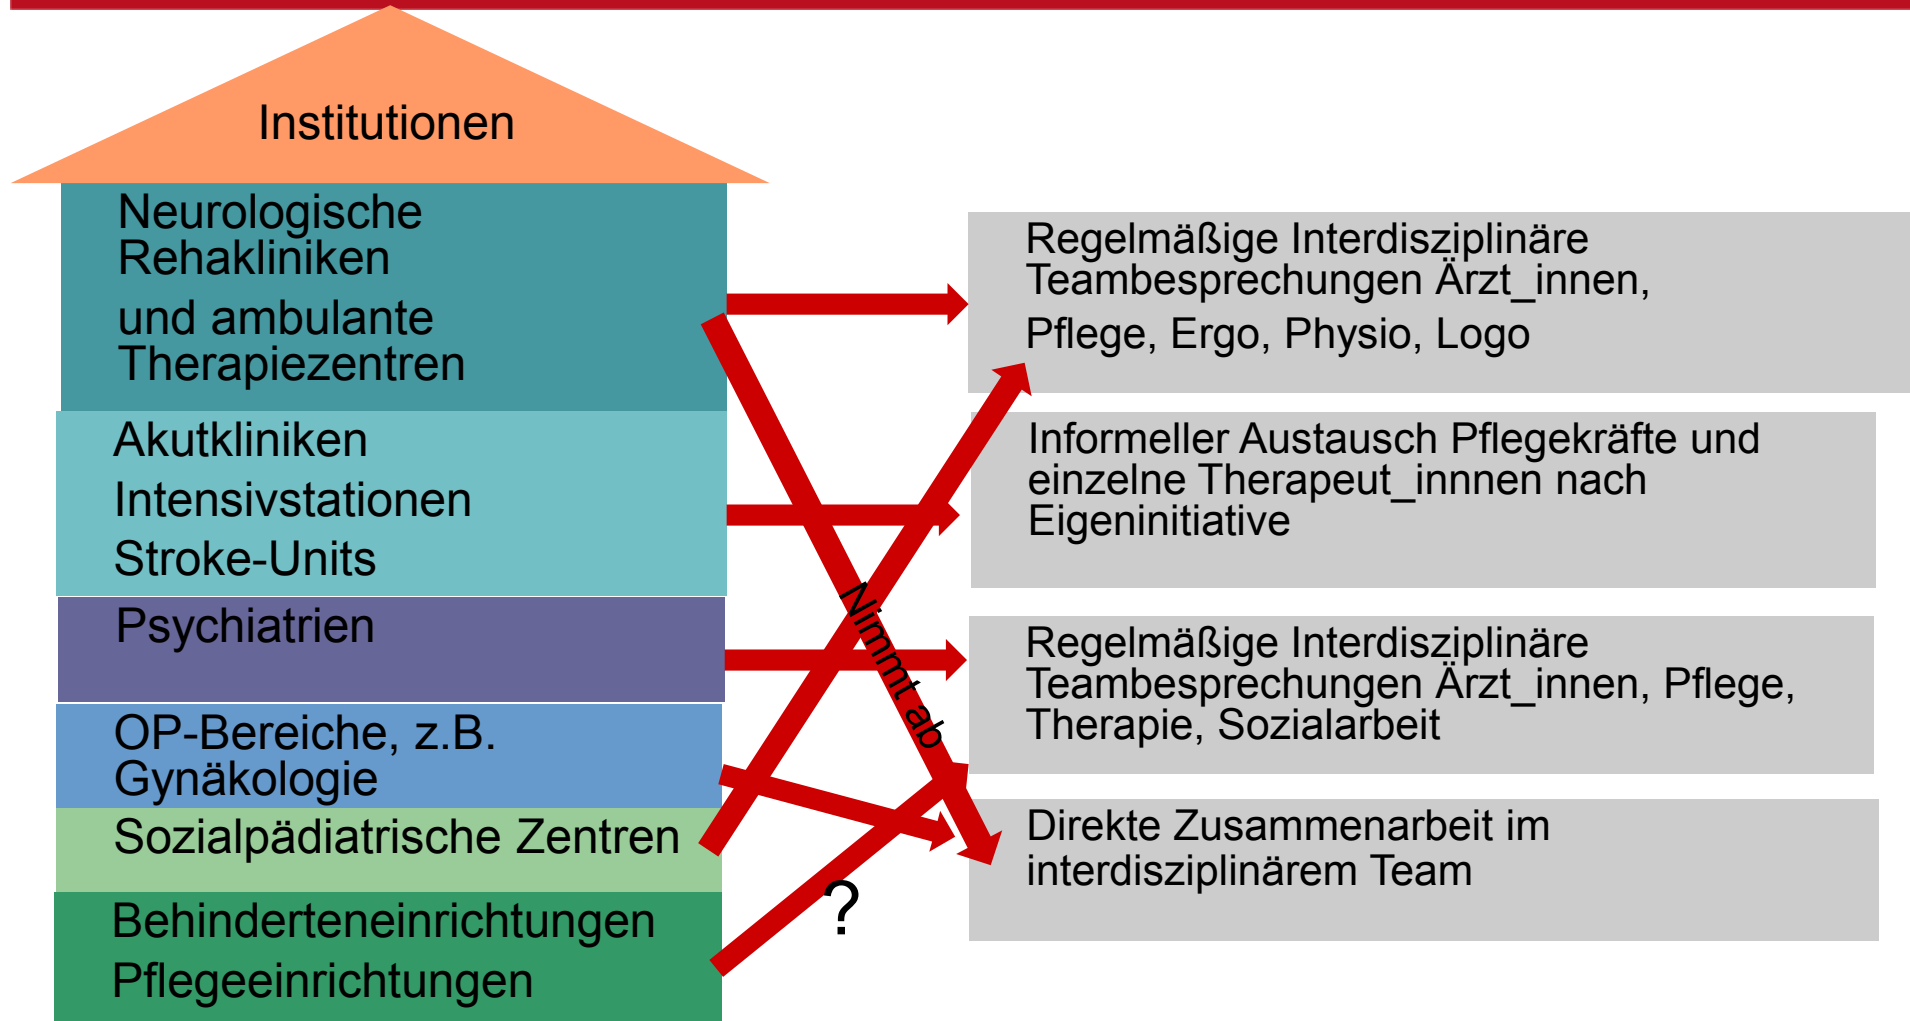 Institutionen
Neurologische
Rehakliniken
und ambulante
Therapiezentren
Akutkliniken
Intensivstationen
Stroke-Units
Psychiatrien
OP-Bereiche, z.B.
Gynäkologie
Sozialpädiatrische Zentren
Behinderteneinrichtungen
Pflegeeinrichtungen
Nimmt ab
?
Regelmäßige Interdisziplinäre
Teambesprechungen Ärzt_innen,
Pflege, Ergo, Physio, Logo
Informeller Austausch Pflegekräfte und
einzelne Therapeut_innnen nach
Eigeninitiative
Regelmäßige Interdisziplinäre
Teambesprechungen Ärzt_innen, Pflege,
Therapie, Sozialarbeit
Direkte Zusammenarbeit im
interdisziplinärem Team